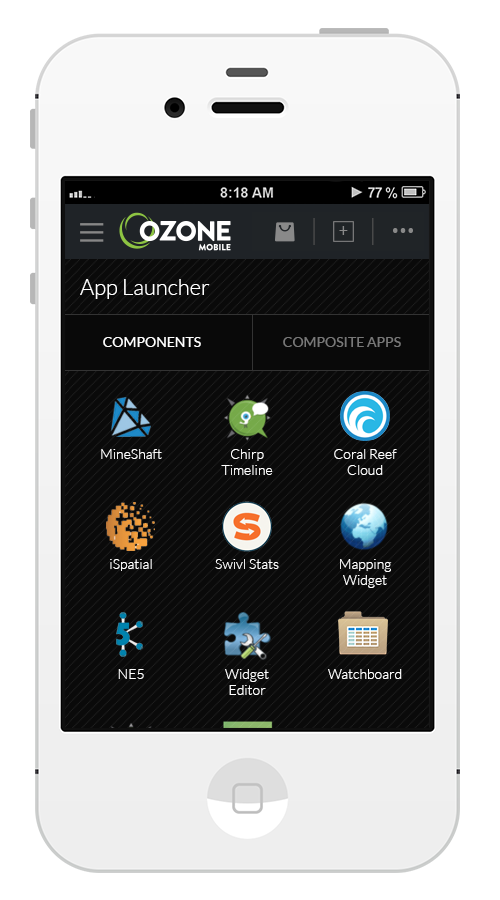 8:18 AM
77 %
OZONE
MOBILE
App Launcher
COMPONENTS
COMPOSITE APPS
MineShaft
Chirp
Timeline
Coral Reef
Cloud
iSpatial
Swivl Stats
Mapping
Widget
NE5
Widget
Editor
Watchboard